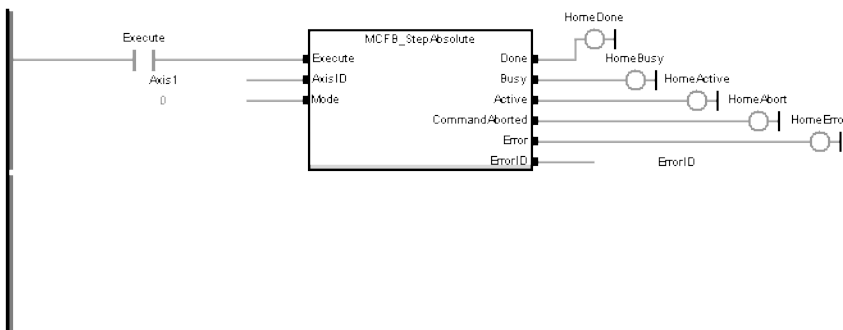 HomeDone
Execute
MCFB_StepAbsolute
Execute Done
HomeBusy
Axis1
AxisID Busy
HomeActive
0
Mode Active
HomeAbort
CommandAborted
HomeErro
Error
ErrorID
ErrorID